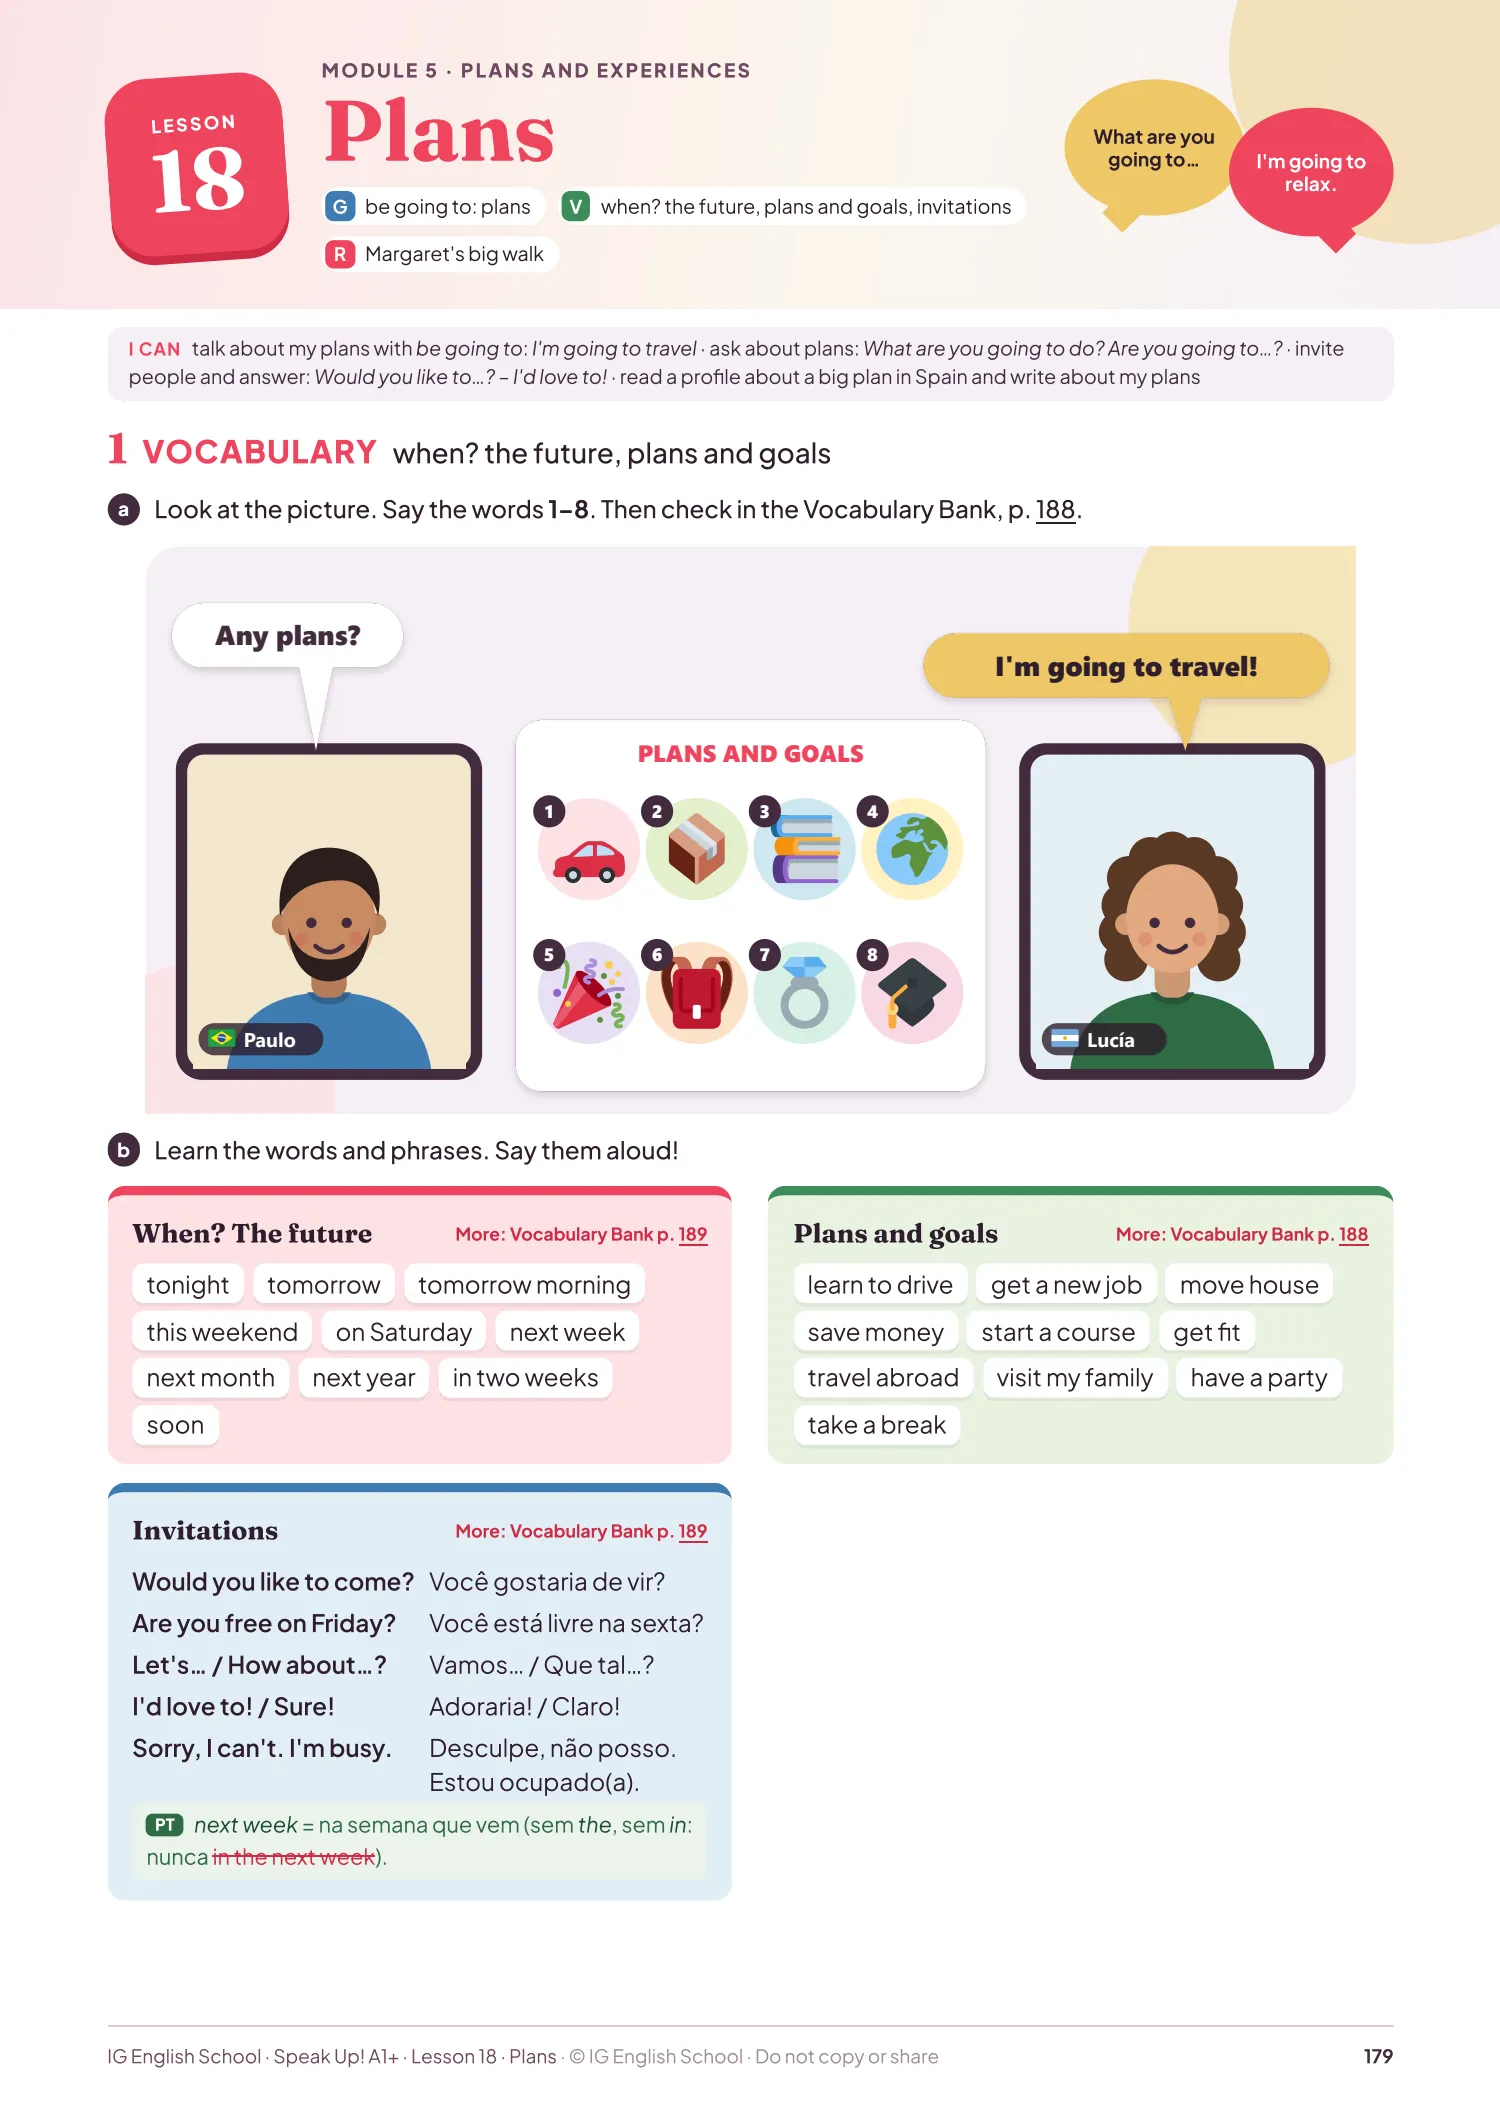 MODULE 5 · PLANS AND EXPERIENCES
LESSON
18
Plans
G be going to: plans V when? the future, plans and goals, invitations
R Margaret's big walk
What are you
going to...
I'm going to
relax.
I CAN talk about my plans with be going to: I'm going to travel · ask about plans: What are you going to do? Are you going to...? · invite
people and answer: Would you like to...? – I'd love to! · read a profile about a big plan in Spain and write about my plans
1 VOCABULARY when? the future, plans and goals
a Look at the picture. Say the words 1–8. Then check in the Vocabulary Bank, p. 188.
Any plans?
I'm going to travel!
PLANS AND GOALS
1 2 3 4
5 6 7 8
Paulo
Lucía
b Learn the words and phrases. Say them aloud!
When? The future More: Vocabulary Bank p. 189
tonight tomorrow tomorrow morning
this weekend on Saturday next week
next month next year in two weeks
soon
Plans and goals More: Vocabulary Bank p. 188
learn to drive get a new job move house
save money start a course get fit
travel abroad visit my family have a party
take a break
Invitations More: Vocabulary Bank p. 189
Would you like to come? Você gostaria de vir?
Are you free on Friday? Você está livre na sexta?
Let's... / How about...? Vamos... / Que tal...?
I'd love to! / Sure! Adoraria! / Claro!
Sorry, I can't. I'm busy. Desculpe, não posso.
Estou ocupado(a).
PT next week = na semana que vem (sem the, sem in:
nunca in the next week).
IG English School · Speak Up! A1+ · Lesson 18 · Plans · © IG English School · Do not copy or share 179